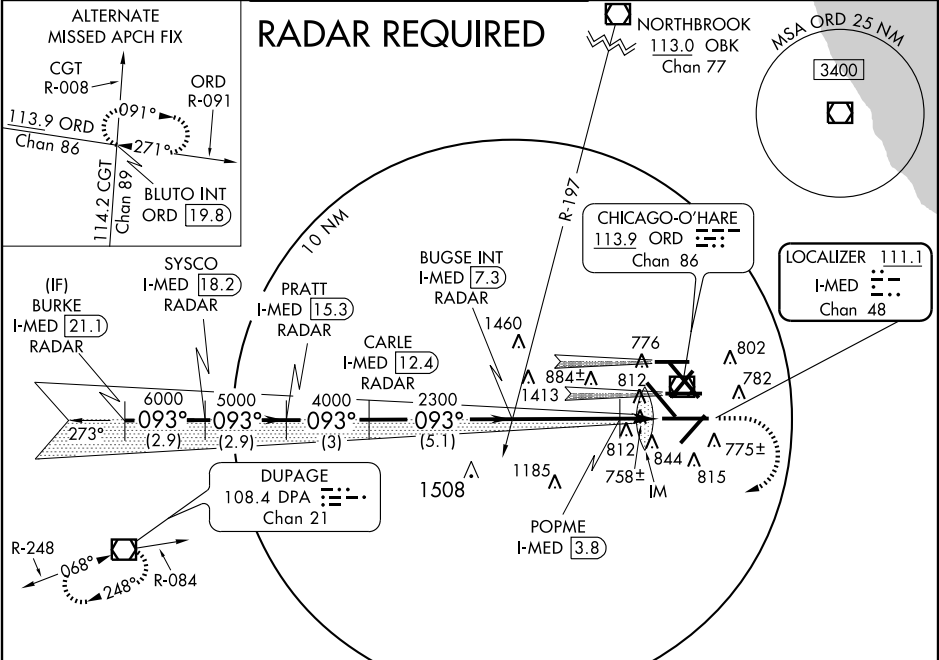 ALTERNATE
MISSED APCH FIX
CGT
R-008
ORD
R-091
091°
271°
113.9 ORD
Chan 86
114.2 CGT
Chan 89
BLUTO INT
ORD 19.8
RADAR REQUIRED
NORTHBROOK
113.0 OBK
Chan 77
R-197
MSA ORD 25 NM
3400
10 NM
CHICAGO-O'HARE
113.9 ORD
Chan 86
LOCALIZER 111.1
I-MED
Chan 48
(IF)
BURKE
I-MED 21.1
RADAR
SYSCO
I-MED 18.2
RADAR
PRATT
I-MED 15.3
RADAR
CARLE
I-MED 12.4
RADAR
BUGSE INT
I-MED 7.3
RADAR
1460
1413
884±
776
812
802
782
6000
5000
4000
2300
273°
093°
093°
093°
093°
(2.9)
(2.9)
(3)
(5.1)
812
844
758±
IM
815
775±
1508
1185
POPME
I-MED 3.8
DUPAGE
108.4 DPA
Chan 21
R-248
068°
248°
R-084